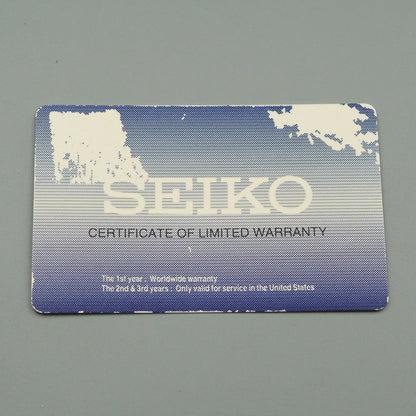 SEIKO
CERTIFICATE OF LIMITED WARRANTY
The 1st year : Worldwide warranty
The 2nd & 3rd years : Only valid for service in the United States